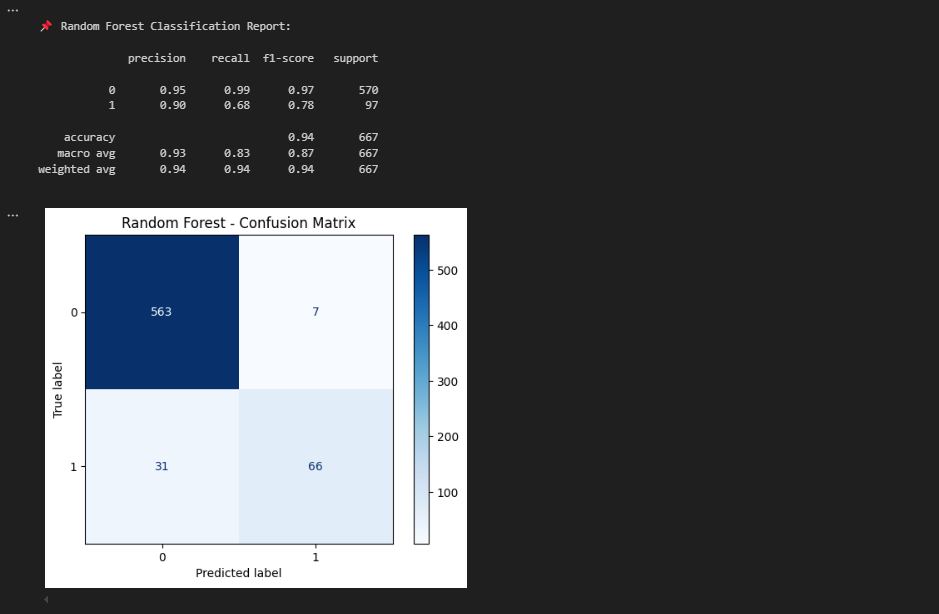 ...
📌 Random Forest Classification Report:
precision recall f1-score support
0 0.95 0.99 0.97 570
1 0.90 0.68 0.78 97
accuracy 0.94 667
macro avg 0.93 0.83 0.87 667
weighted avg 0.94 0.94 0.94 667
...
Random Forest - Confusion Matrix
500
0 563 7
400
True label
300
200
1 31 66
100
0 1
Predicted label